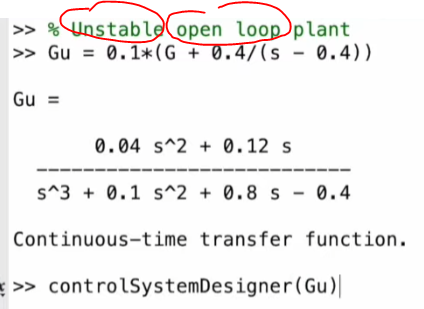 >> % Unstable open loop plant
>> Gu = 0.1*(G + 0.4/(s - 0.4))
Gu =
0.04 s^2 + 0.12 s
---------------------------
s^3 + 0.1 s^2 + 0.8 s - 0.4
Continuous-time transfer function.
>> controlSystemDesigner(Gu)